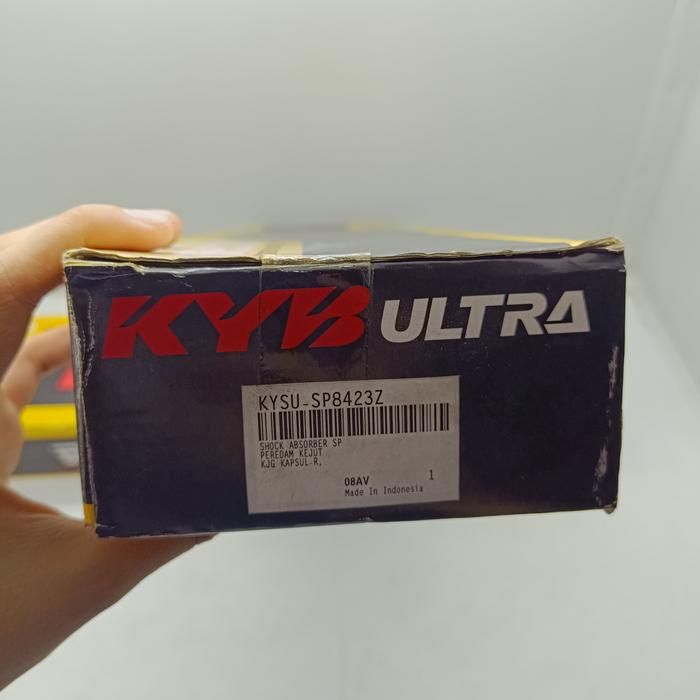 KYB ULTRA
KYSU-SP8423Z
SHOCK ABSORBER SP
PEREDAM KEJUT
KJG KAPSUL-R,
08AV 1
Made In Indonesia